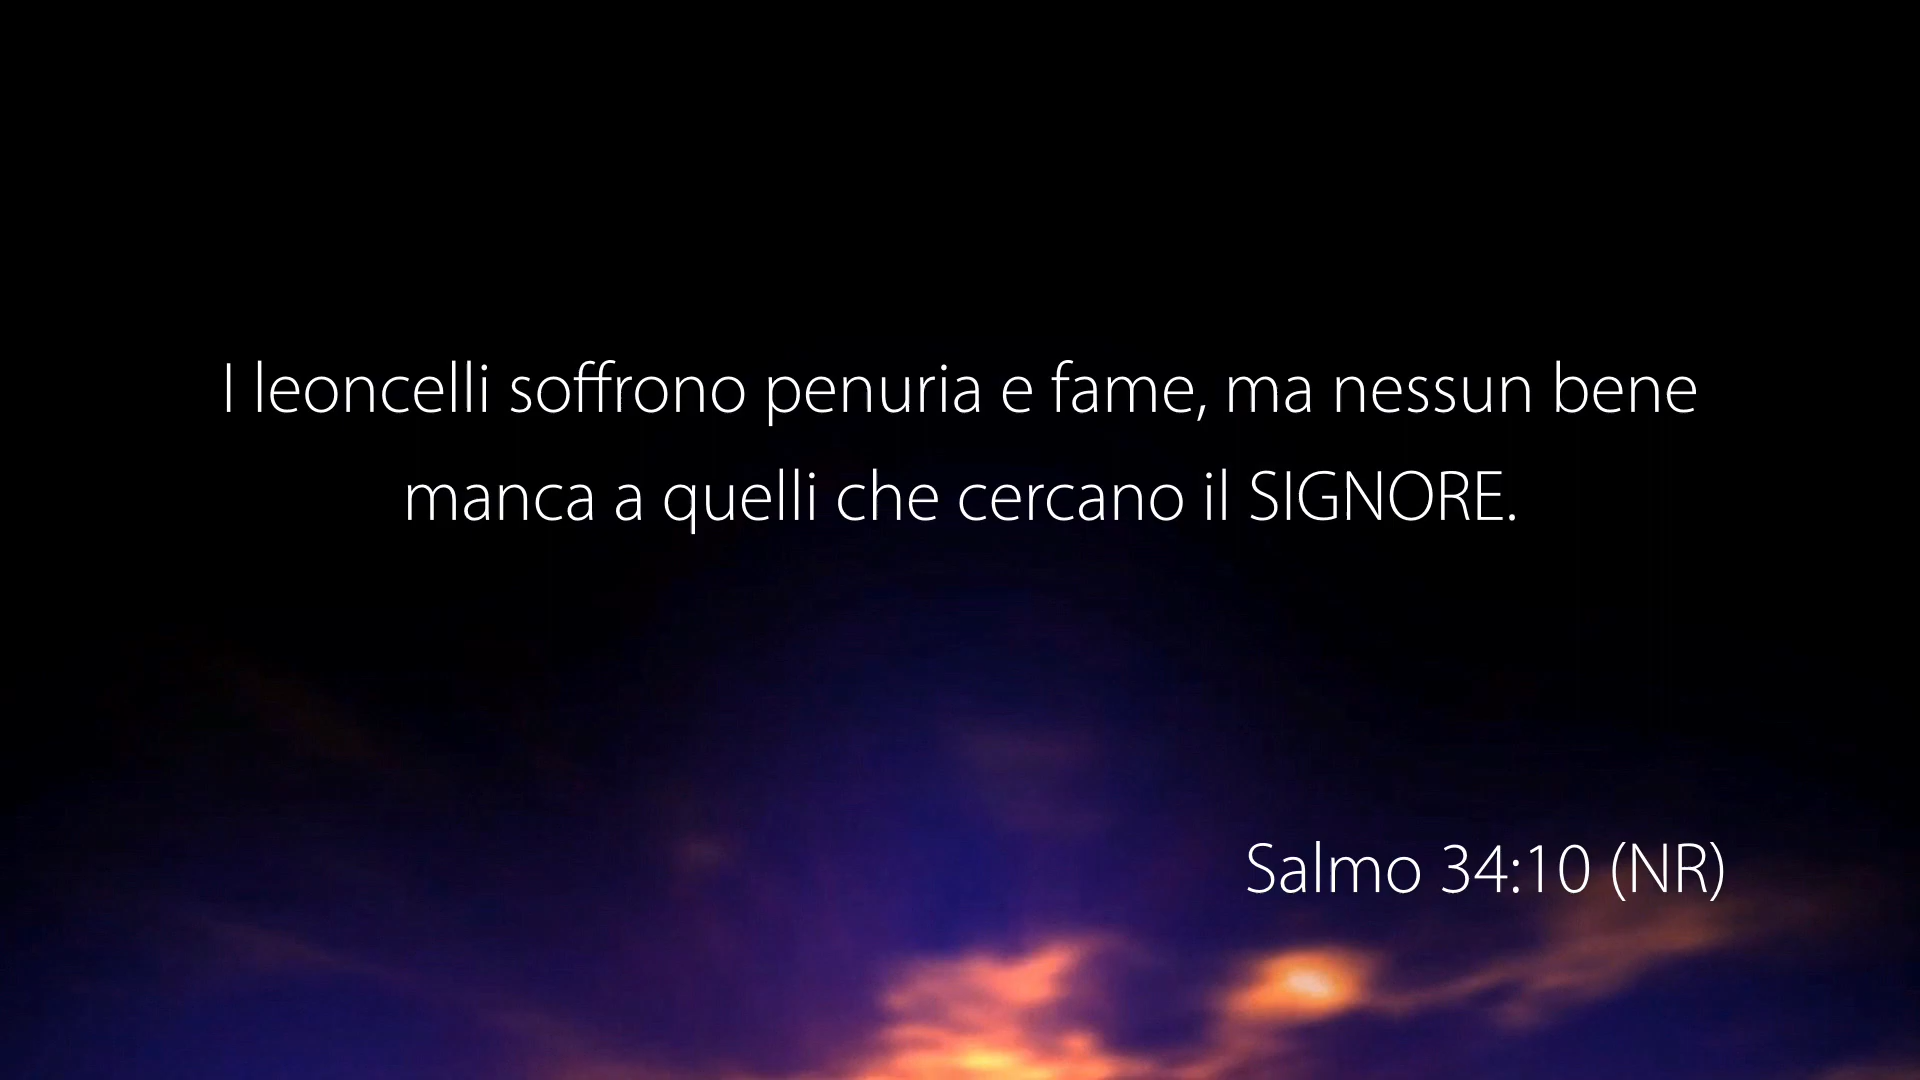 I leoncelli soffrono penuria e fame, ma nessun bene
manca a quelli che cercano il SIGNORE.
Salmo 34:10 (NR)